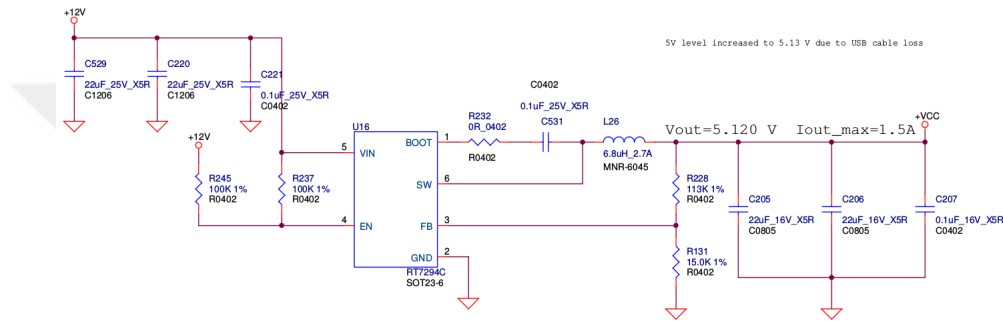 +12V
5V level increased to 5.13 V due to USB cable loss
C529
22uF_25V_X5R
C1206
C220
22uF_25V_X5R
C1206
C221
0.1uF_25V_X5R
C0402
C0402
0.1uF_25V_X5R
C531
R232
0R_0402
R0402
L26
6.8uH_2.7A
MNR-6045
Vout=5.120 V Iout_max=1.5A
+VCC
+12V
U16
5 VIN
BOOT 1
SW 6
4 EN
FB 3
GND 2
RT7294C
SOT23-6
R245
100K 1%
R0402
R237
100K 1%
R0402
R228
113K 1%
R0402
R131
15.0K 1%
R0402
C205
22uF_16V_X5R
C0805
C206
22uF_16V_X5R
C0805
C207
0.1uF_16V_X5R
C0402